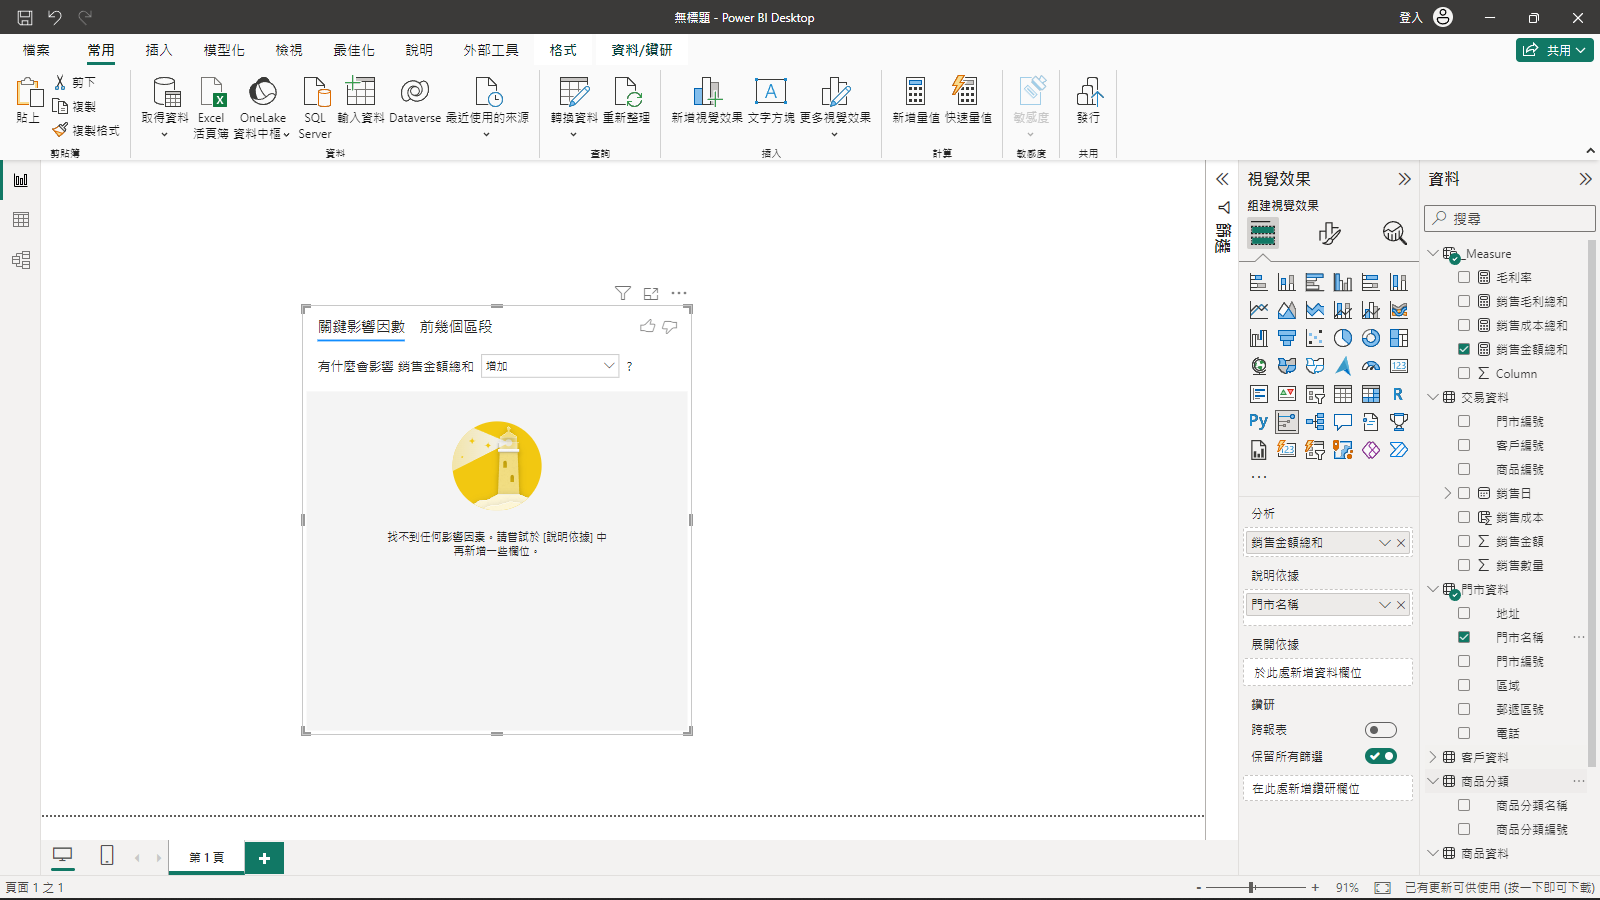 無標題 - Power BI Desktop
登入
檔案 常用 插入 模型化 檢視 最佳化 說明 外部工具 格式 資料/鑽研
共用
貼上
剪下
複製
複製格式
剪貼簿
取得資料
Excel
活頁簿
OneLake
資料中樞
SQL
Server
輸入資料
Dataverse
最近使用的來源
資料
轉換資料
重新整理
查詢
新增視覺效果
文字方塊
更多視覺效果
插入
新增量值
快速量值
計算
敏感度
敏感度
發行
共用
關鍵影響因數 前幾個區段
有什麼會影響 銷售金額總和 增加 ?
找不到任何影響因素。請嘗試於 [說明依據] 中
再新增一些欄位。
篩選
視覺效果
組建視覺效果
123
R
Py
123
分析
銷售金額總和
說明依據
門市名稱
展開依據
於此處新增資料欄位
鑽研
跨報表
保留所有篩選
在此處新增鑽研欄位
資料
搜尋
_Measure
毛利率
銷售毛利總和
銷售成本總和
銷售金額總和
Column
交易資料
門市編號
客戶編號
商品編號
銷售日
銷售成本
銷售金額
銷售數量
門市資料
地址
門市名稱
門市編號
區域
郵遞區號
電話
客戶資料
商品分類
商品分類名稱
商品分類編號
商品資料
第 1 頁
頁面 1 之 1
- + 91%
已有更新可供使用 (按一下即可下載)